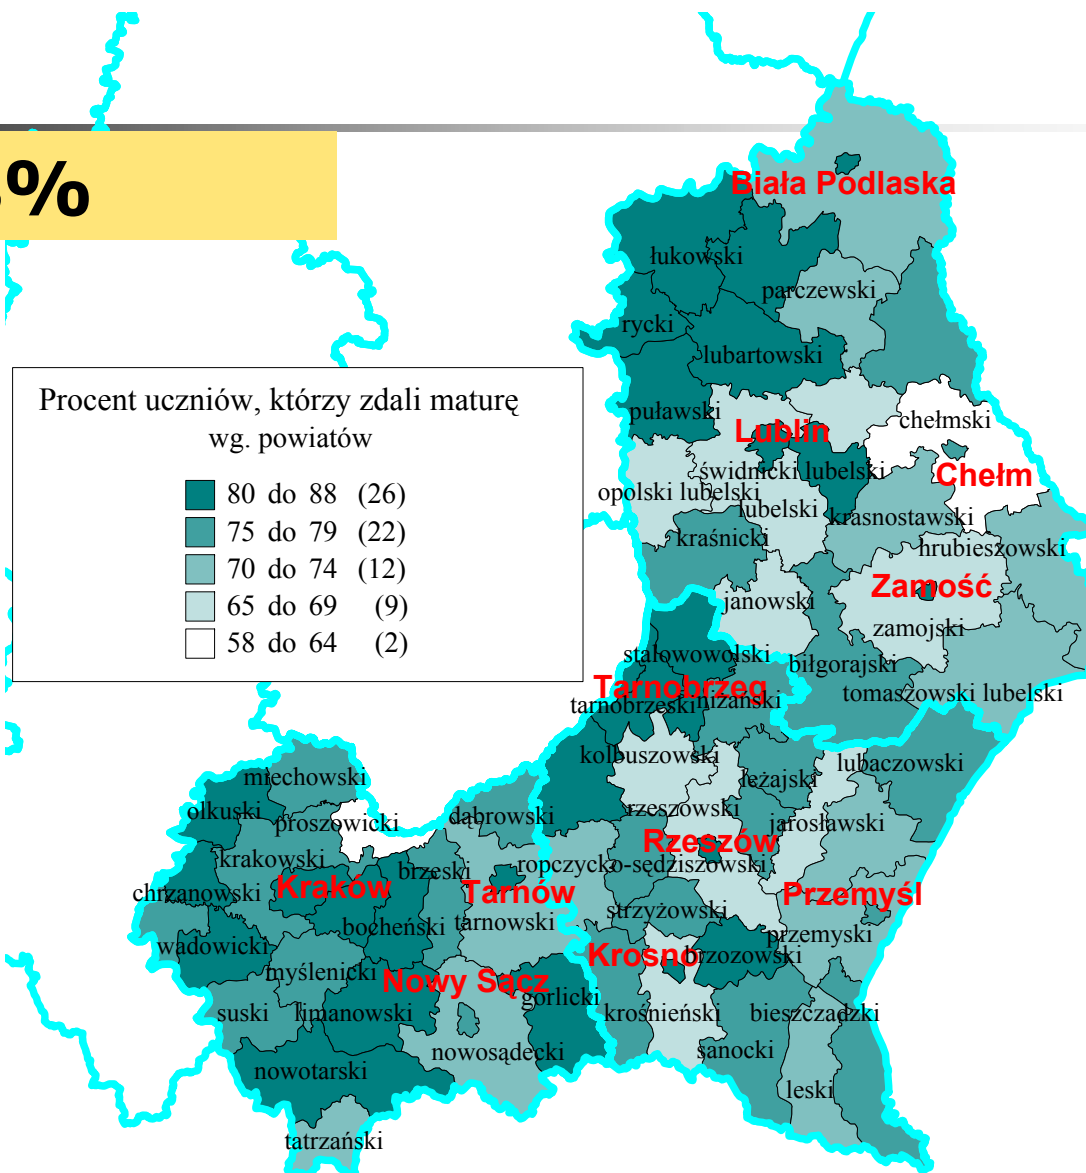 %
Biała Podlaska
łukowski
parczewski
rycki
lubartowski
Procent uczniów, którzy zdali maturę
wg. powiatów
80 do 88 (26)
75 do 79 (22)
70 do 74 (12)
65 do 69 (9)
58 do 64 (2)
puławski
Lublin
chełmski
świdnicki lubelski
Chełm
opolski lubelski
lubelski
krasnostawski
kraśnicki
hrubieszowski
Zamość
janowski
zamojski
stalowowolski
biłgorajski
Tarnobrzeg
niżański
tomaszowski lubelski
tarnobrzeski
kolbuszowski
lubaczowski
miechowski
leżajski
olkuski
proszowicki
dąbrowski
rzeszowski
jarosławski
Rzeszów
krakowski
brzeski
ropczycko-sędziszowski
chrzanowski
Kraków
Tarnów
Przemyśl
bocheński
tarnowski
strzyżowski
przemyski
wadowicki
Krosno
brzozowski
myślenicki
Nowy Sącz
gorlicki
suski
limanowski
krośnieński
bieszczadzki
nowosądecki
sanocki
nowotarski
leski
tatrzański